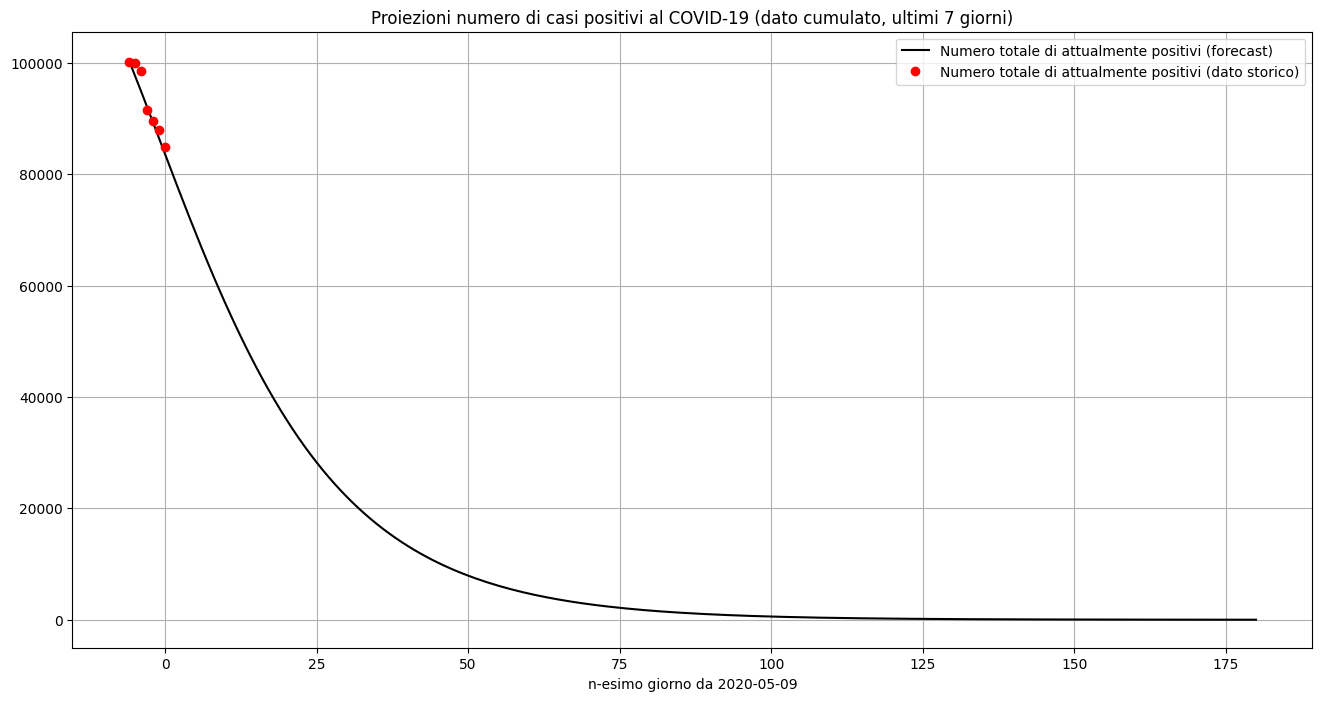 Proiezioni numero di casi positivi al COVID-19 (dato cumulato, ultimi 7 giorni)
Numero totale di attualmente positivi (forecast)
Numero totale di attualmente positivi (dato storico)
100000
80000
60000
40000
20000
0
0 25 50 75 100 125 150 175
n-esimo giorno da 2020-05-09